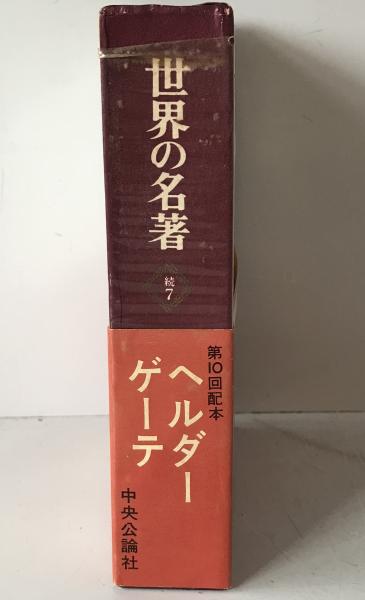 世界の名著
続
7
第10回配本
ヘルダー
ゲーテ
中央公論社